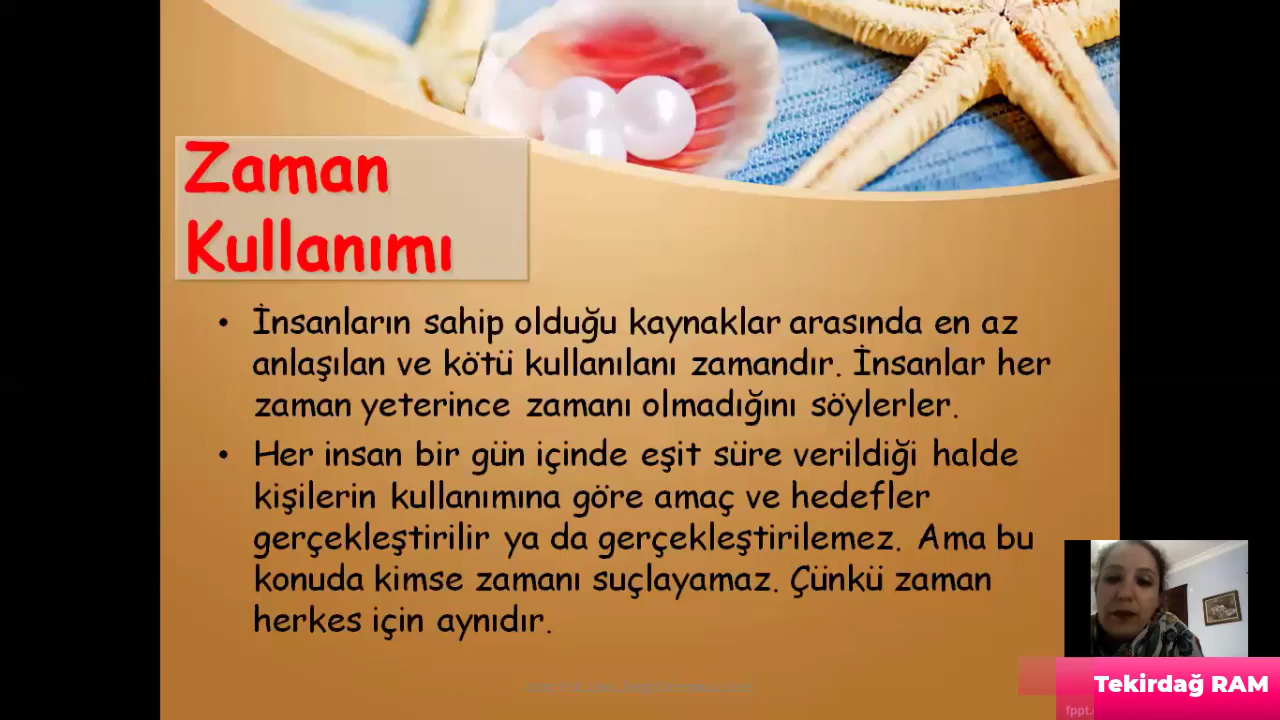 Zaman
Kullanımı
• İnsanların sahip olduğu kaynaklar arasında en az
anlaşılan ve kötü kullanılanı zamandır. İnsanlar her
zaman yeterince zamanı olmadığını söylerler.
• Her insan bir gün içinde eşit süre verildiği halde
kişilerin kullanımına göre amaç ve hedefler
gerçekleştirilir ya da gerçekleştirilemez. Ama bu
konuda kimse zamanı suçlayamaz. Çünkü zaman
herkes için aynıdır.
Tekirdağ RAM